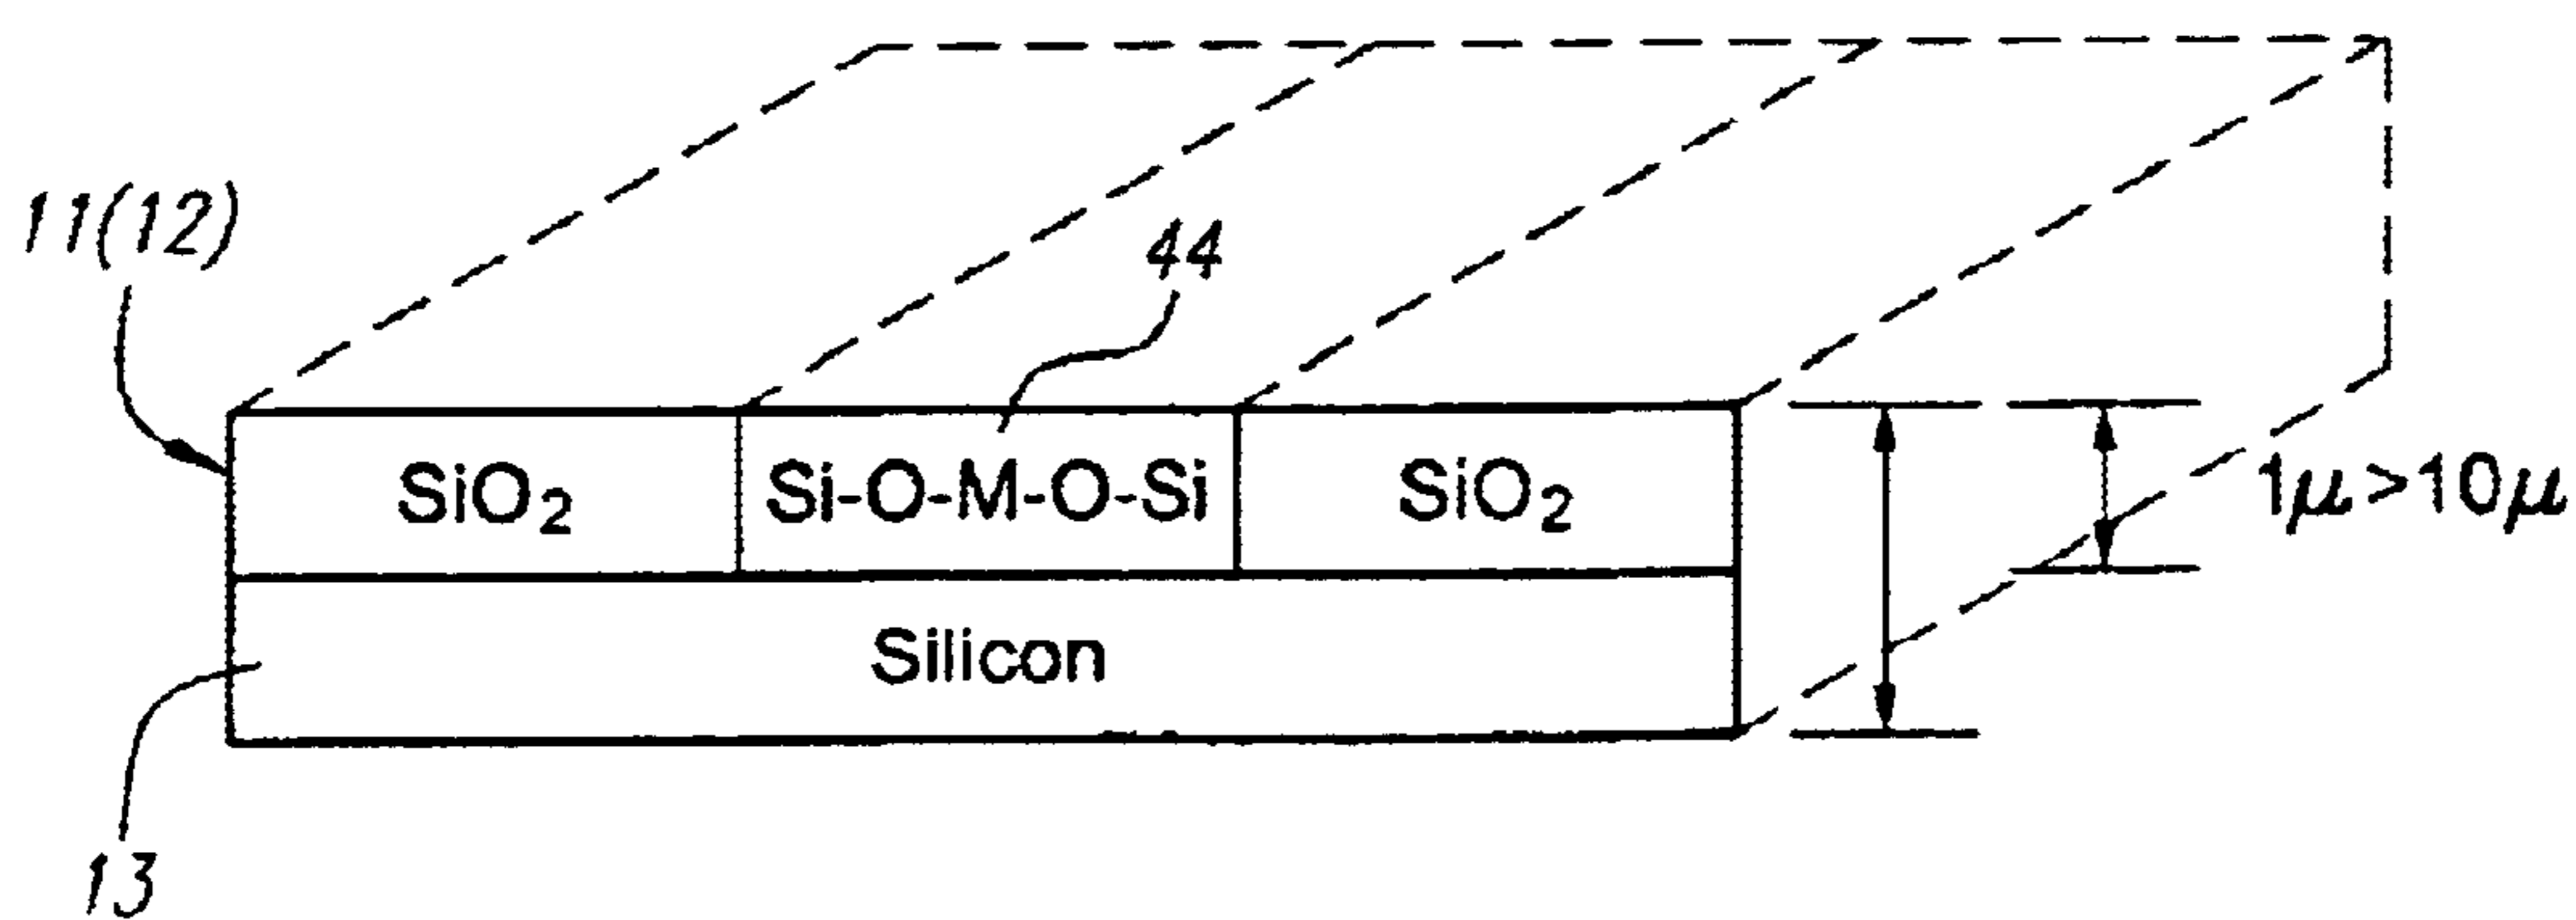 11(12)
44
SiO₂ Si-O-M-O-Si SiO₂ 1μ>10μ
Silicon
13